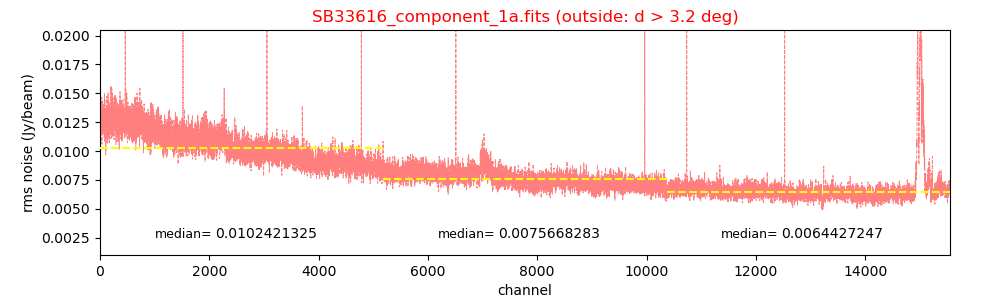 SB33616_component_1a.fits (outside: d > 3.2 deg)
0.0200
0.0175
0.0150
0.0125
0.0100
0.0075
0.0050
0.0025
rms noise (Jy/beam)
median= 0.0102421325 median= 0.0075668283 median= 0.0064427247
0 2000 4000 6000 8000 10000 12000 14000
channel